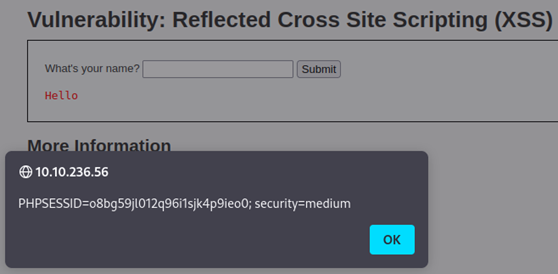 Vulnerability: Reflected Cross Site Scripting (XSS)
What's your name? Submit
Hello
More Information
10.10.236.56
PHPSESSID=o8bg59jl012q96i1sjk4p9ieo0; security=medium
OK